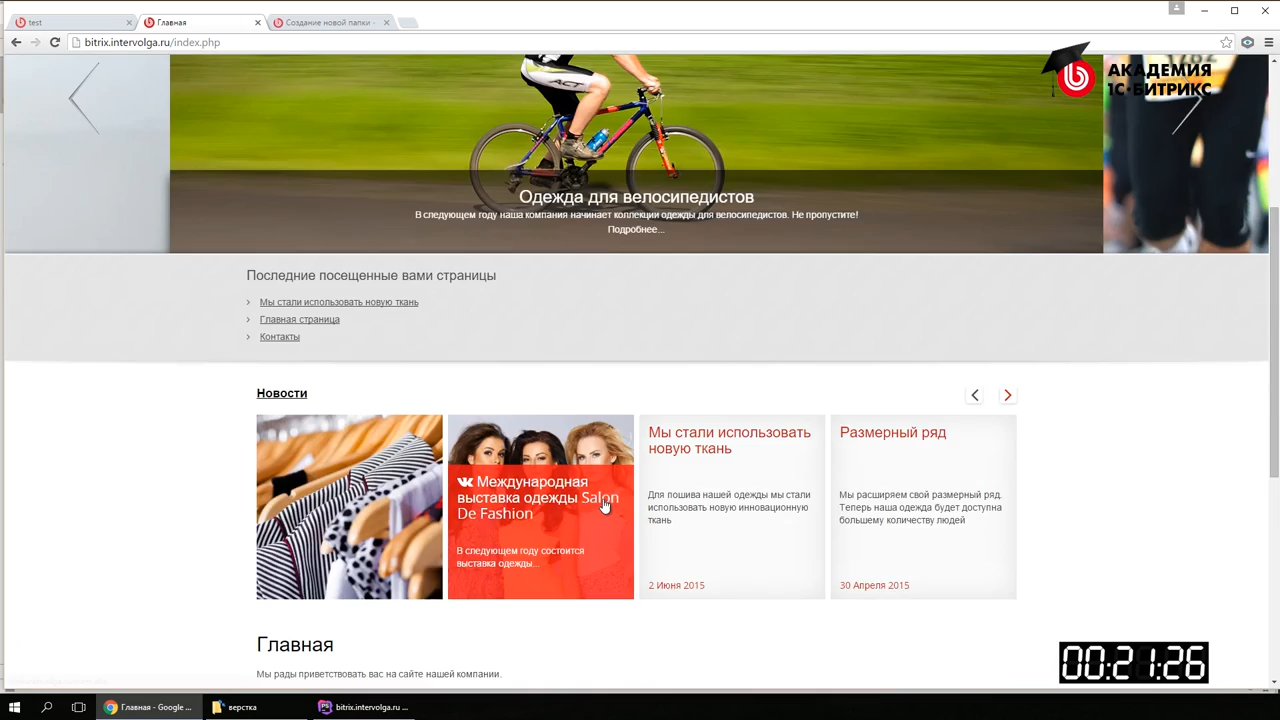 test
Главная
Создание новой папки -
bitrix.intervolga.ru/index.php
АКАДЕМИЯ
1С·БИТРИКС
ACT
Одежда для велосипедистов
В следующем году наша компания начинает коллекции одежды для велосипедистов. Не пропустите!
Подробнее...
Последние посещенные вами страницы
Мы стали использовать новую ткань
Главная страница
Контакты
Новости
Международная
выставка одежды Salon
De Fashion
В следующем году состоится
выставка одежды...
Мы стали использовать
новую ткань
Для пошива нашей одежды мы стали
использовать новую инновационную
ткань
2 Июня 2015
Размерный ряд
Мы расширяем свой размерный ряд.
Теперь наша одежда будет доступна
большему количеству людей
30 Апреля 2015
Главная
Мы рады приветствовать вас на сайте нашей компании.
00:21:26
Главная - Google ...
верстка
bitrix.intervolga.ru ...